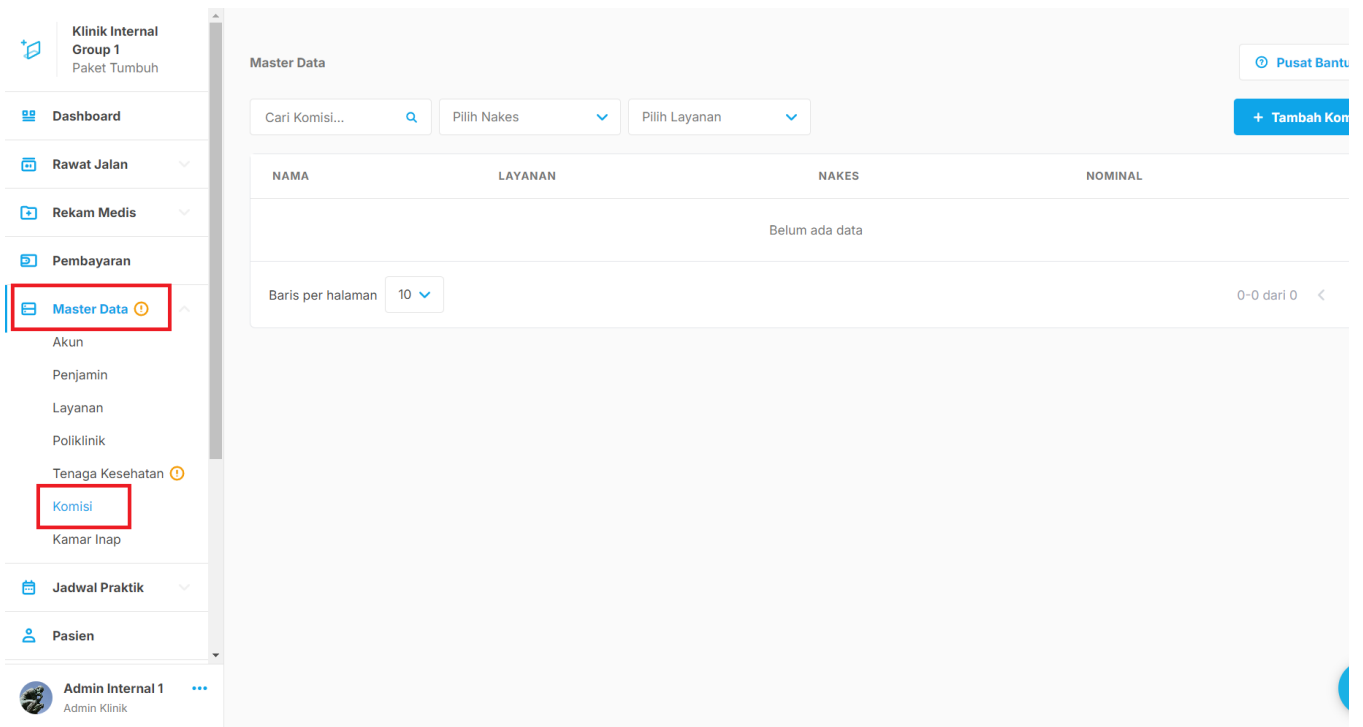 Klinik Internal
Group 1
Paket Tumbuh
Dashboard
Rawat Jalan
Rekam Medis
Pembayaran
Master Data
Akun
Penjamin
Layanan
Poliklinik
Tenaga Kesehatan
Komisi
Kamar Inap
Jadwal Praktik
Pasien
Admin Internal 1
Admin Klinik
Master Data
Pusat Bantu
Cari Komisi...
Pilih Nakes
Pilih Layanan
+ Tambah Kom
NAMA LAYANAN NAKES NOMINAL
Belum ada data
Baris per halaman 10
0-0 dari 0